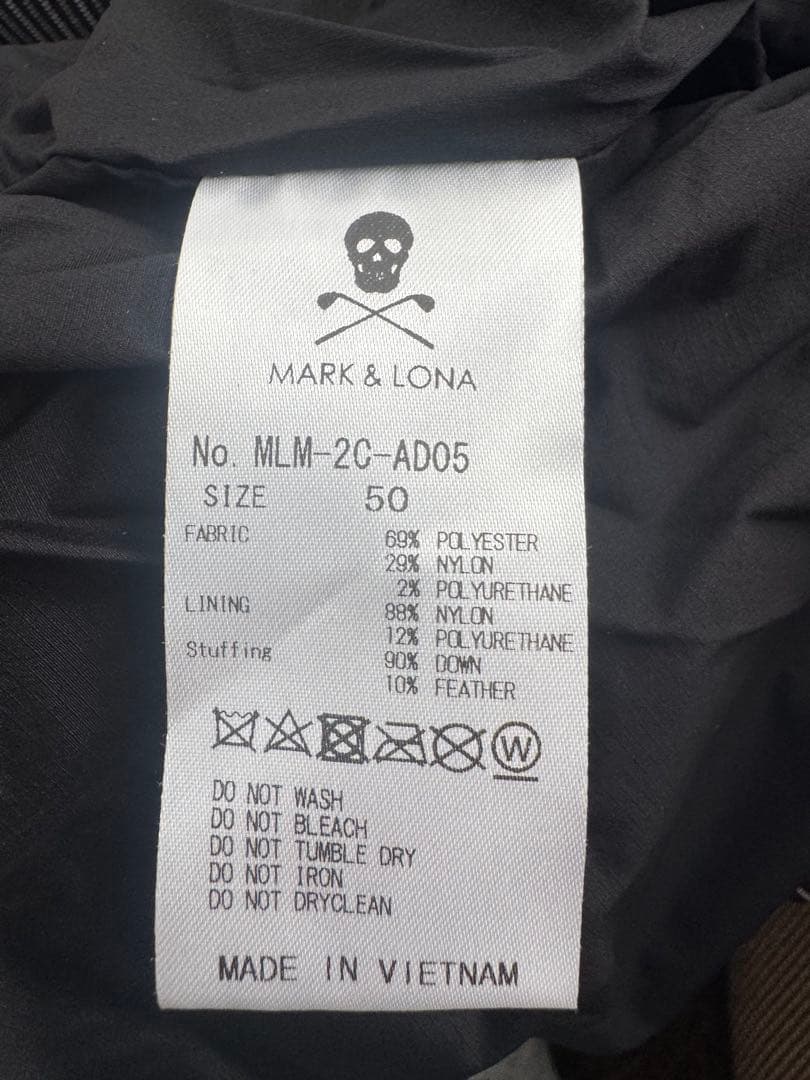 MARK & LONA
No. MLM-2C-AD05
SIZE 50
FABRIC 69% POLYESTER
29% NYLON
2% POLYURETHANE
LINING 88% NYLON
12% POLYURETHANE
Stuffing 90% DOWN
10% FEATHER
W
DO NOT WASH
DO NOT BLEACH
DO NOT TUMBLE DRY
DO NOT IRON
DO NOT DRYCLEAN
MADE IN VIETNAM